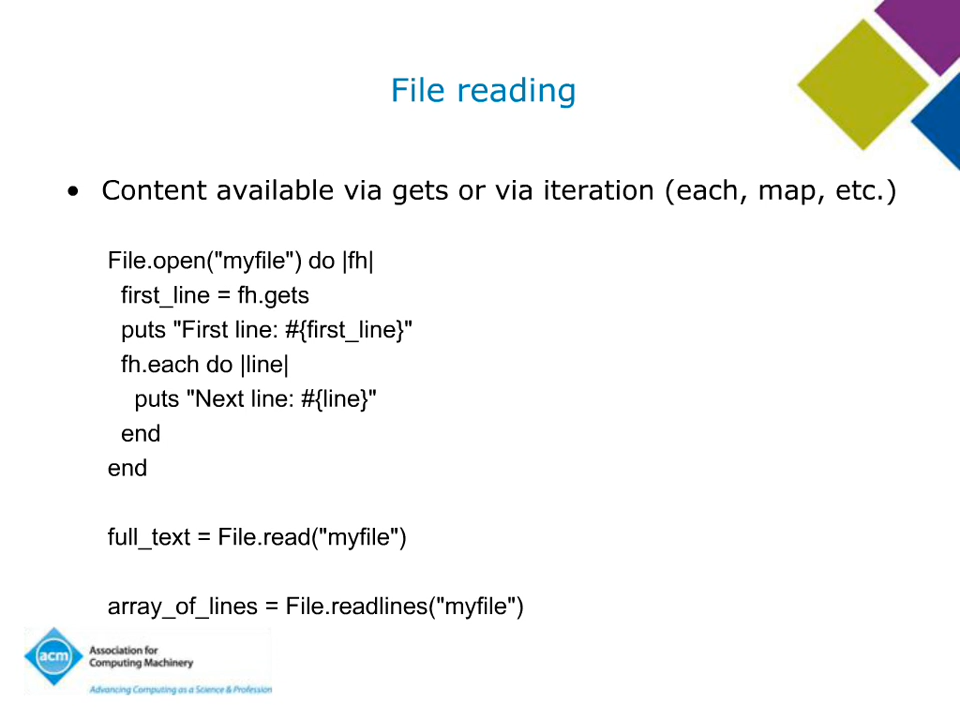 File reading
• Content available via gets or via iteration (each, map, etc.)
File.open("myfile") do |fh|
  first_line = fh.gets
  puts "First line: #{first_line}"
  fh.each do |line|
    puts "Next line: #{line}"
  end
end
full_text = File.read("myfile")
array_of_lines = File.readlines("myfile")
acm
Association for
Computing Machinery
Advancing Computing as a Science & Profession